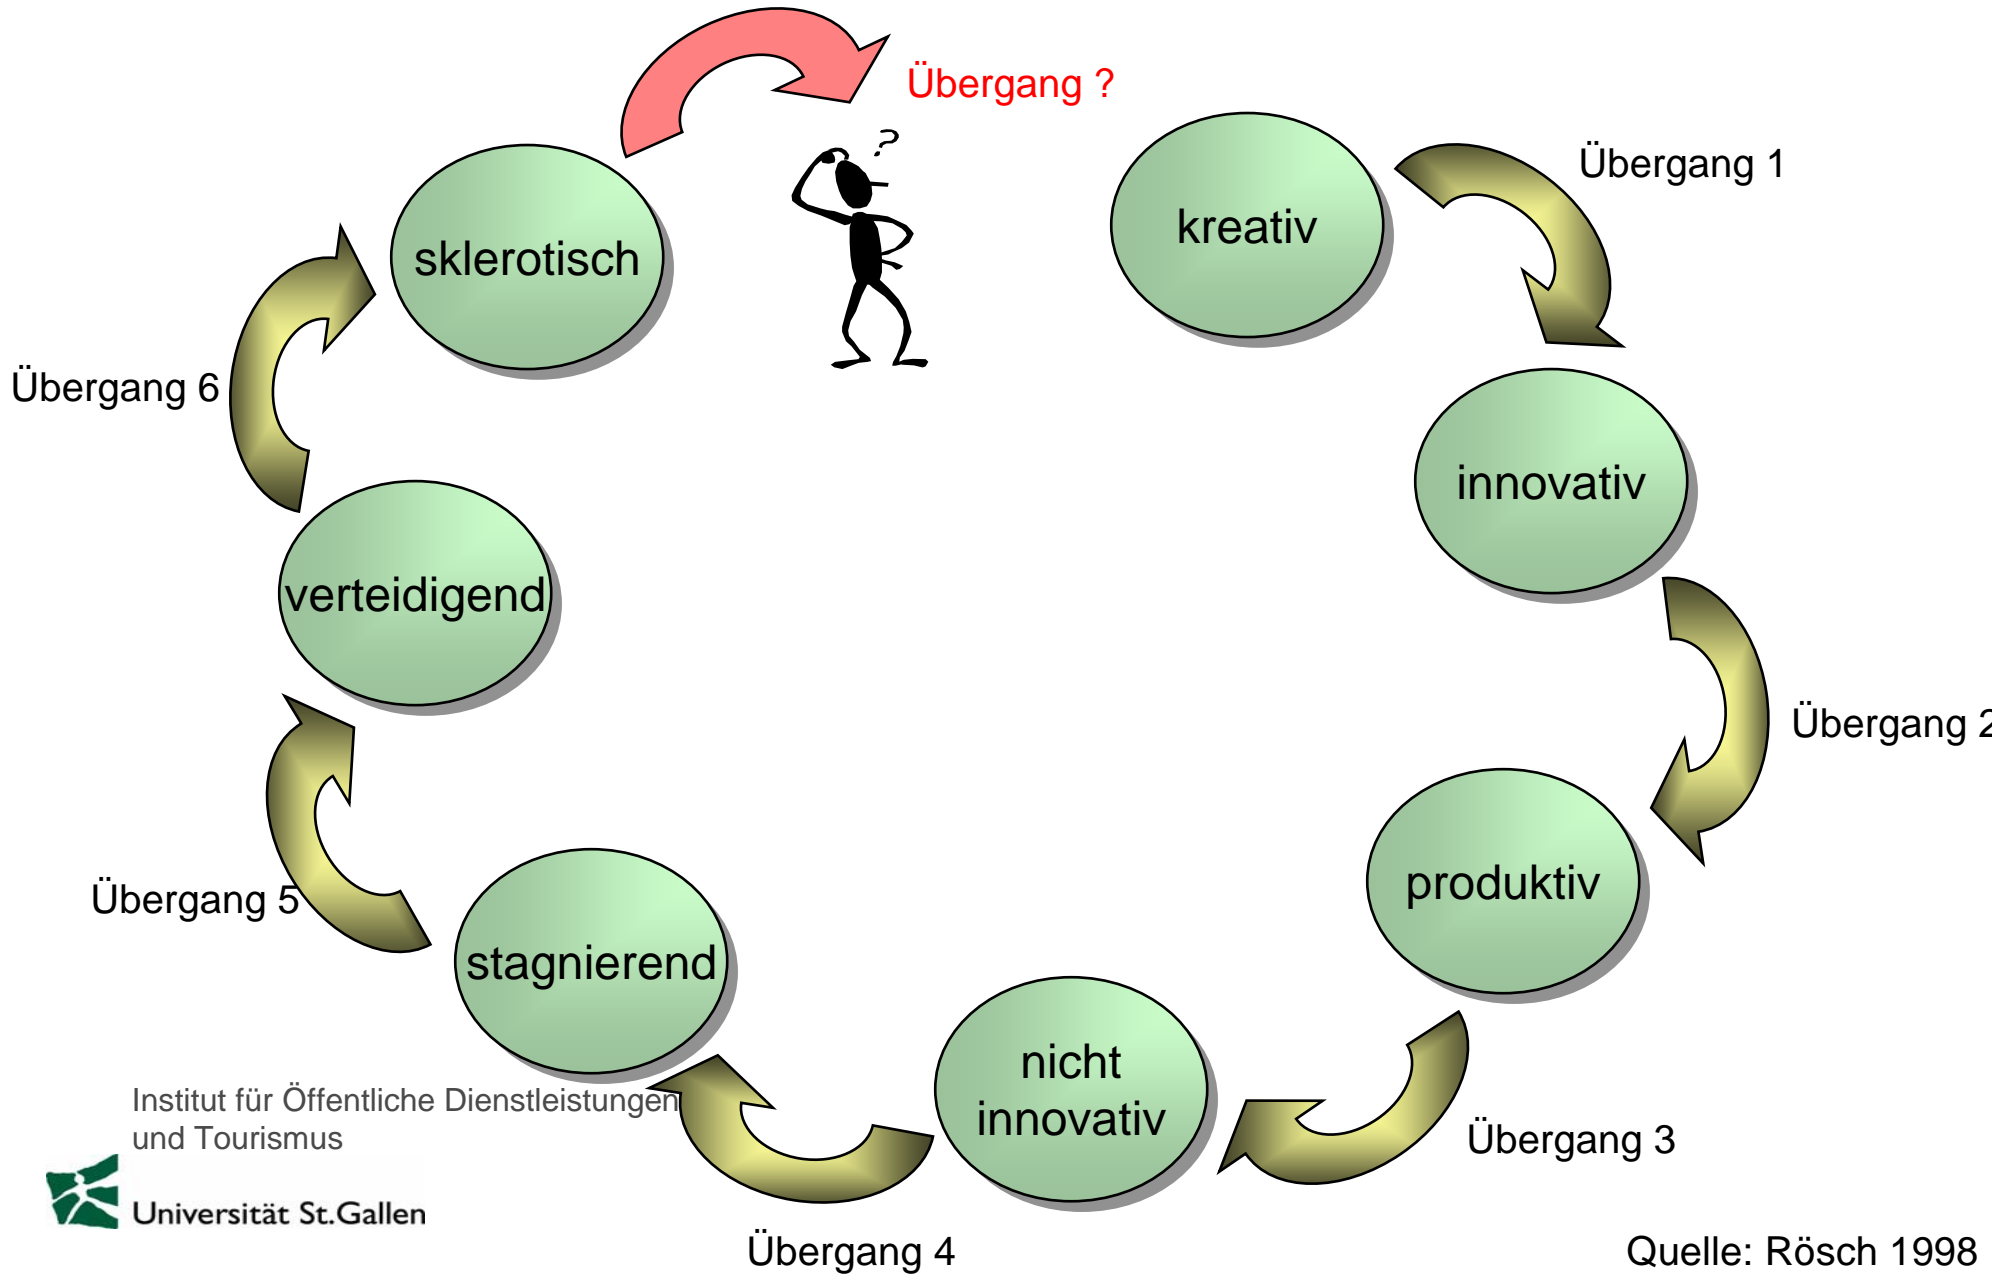 Übergang ?
kreativ
Übergang 1
innovativ
Übergang 2
produktiv
Übergang 3
nicht
innovativ
Übergang 4
stagnierend
Übergang 5
verteidigend
Übergang 6
sklerotisch
?
Institut für Öffentliche Dienstleistungen
und Tourismus
Universität St.Gallen
Quelle: Rösch 1998